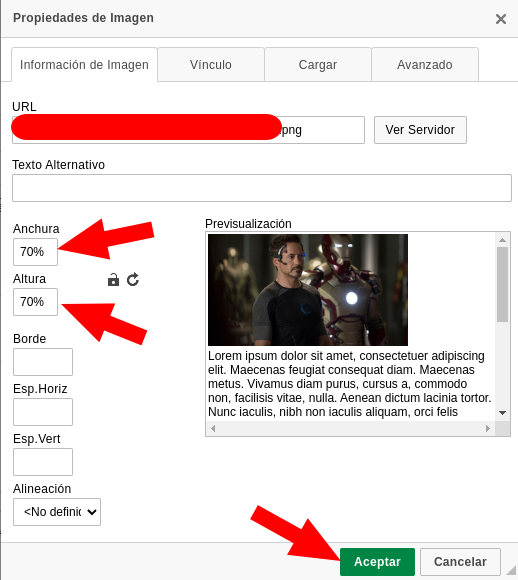 Propiedades de Imagen
Información de Imagen
Vínculo
Cargar
Avanzado
URL
.png
Ver Servidor
Texto Alternativo
Anchura
70%
Altura
70%
Borde
Esp.Horiz
Esp.Vert
Alineación
<No definic
Previsualización
Lorem ipsum dolor sit amet, consectetuer adipiscing
elit. Maecenas feugiat consequat diam. Maecenas
metus. Vivamus diam purus, cursus a, commodo
non, facilisis vitae, nulla. Aenean dictum lacinia tortor.
Nunc iaculis, nibh non iaculis aliquam, orci felis
Aceptar
Cancelar